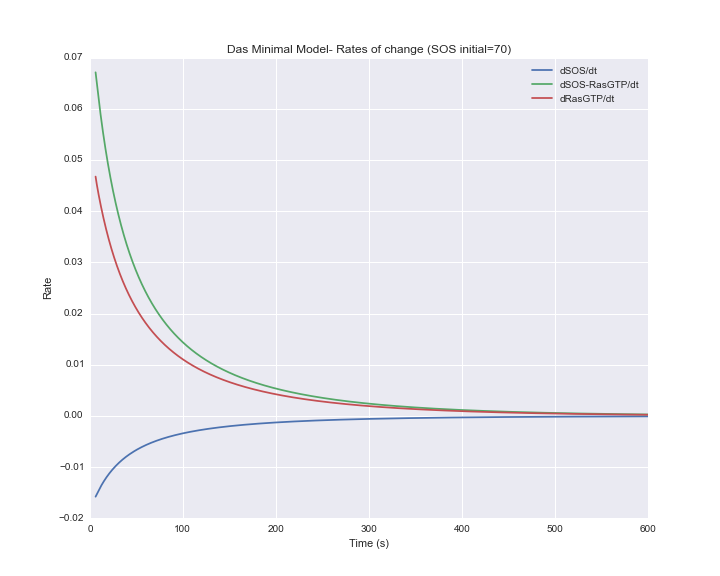 Das Minimal Model- Rates of change (SOS initial=70)
dSOS/dt
dSOS-RasGTP/dt
dRasGTP/dt
0.07
0.06
0.05
0.04
0.03
0.02
0.01
0.00
−0.01
−0.02
Rate
0 100 200 300 400 500 600
Time (s)